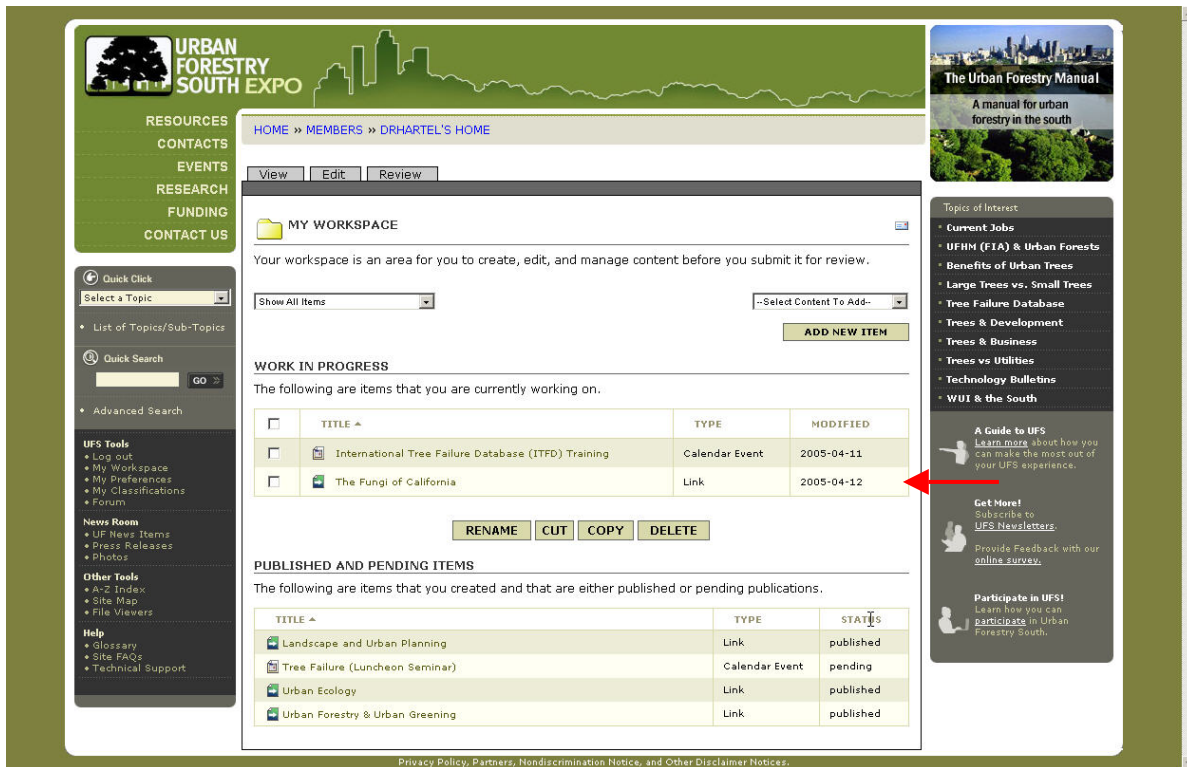 URBAN
FORESTRY
SOUTH EXPO
RESOURCES
CONTACTS
EVENTS
RESEARCH
FUNDING
CONTACT US
Quick Click
Select a Topic
List of Topics/Sub-Topics
Quick Search
GO »
Advanced Search
UFS Tools
Log out
My Workspace
My Preferences
My Classifications
Forum
News Room
UF News Items
Press Releases
Photos
Other Tools
A-Z Index
Site Map
File Viewers
Help
Glossary
Site FAQs
Technical Support
HOME » MEMBERS » DRHARTEL'S HOME
View Edit Review
MY WORKSPACE
Your workspace is an area for you to create, edit, and manage content before you submit it for review.
Show All Items --Select Content To Add--
ADD NEW ITEM
WORK IN PROGRESS
The following are items that you are currently working on.
TITLE TYPE MODIFIED
International Tree Failure Database (ITFD) Training Calendar Event 2005-04-11
The Fungi of California Link 2005-04-12
RENAME CUT COPY DELETE
PUBLISHED AND PENDING ITEMS
The following are items that you created and that are either published or pending publications.
TITLE TYPE STATUS
Landscape and Urban Planning Link published
Tree Failure (Luncheon Seminar) Calendar Event pending
Urban Ecology Link published
Urban Forestry & Urban Greening Link published
The Urban Forestry Manual
A manual for urban
forestry in the south
Topics of Interest
Current Jobs
UFHM (FIA) & Urban Forests
Benefits of Urban Trees
Large Trees vs. Small Trees
Tree Failure Database
Trees & Development
Trees & Business
Trees vs Utilities
Technology Bulletins
WUI & the South
A Guide to UFS
Learn more about how you
can make the most out of
your UFS experience.
Get More!
Subscribe to
UFS Newsletters.
Provide Feedback with our
online survey.
Participate in UFS!
Learn how you can
participate in Urban
Forestry South.
Privacy Policy, Partners, Nondiscrimination Notice, and Other Disclaimer Notices.